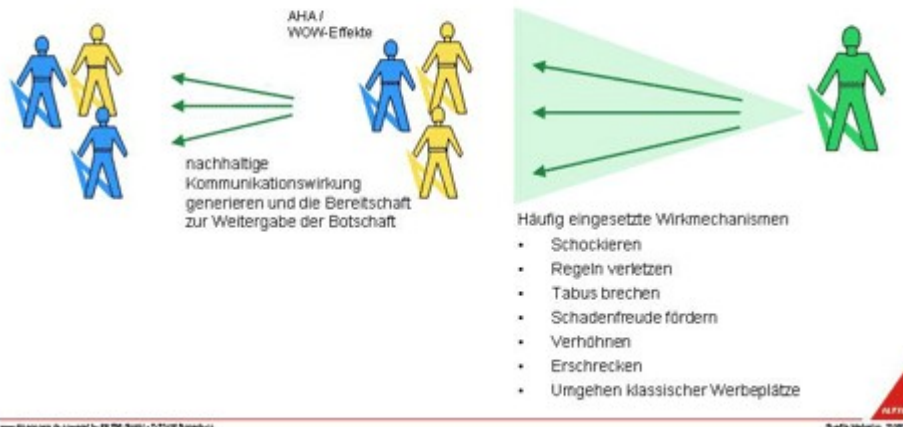 AHA /
WOW-Effekte
nachhaltige
Kommunikationswirkung
generieren und die Bereitschaft
zur Weitergabe der Botschaft
Häufig eingesetzte Wirkmechanismen
• Schockieren
• Regeln verletzen
• Tabus brechen
• Schadenfreude fördern
• Verhöhnen
• Erschrecken
• Umgehen klassischer Werbeplätze